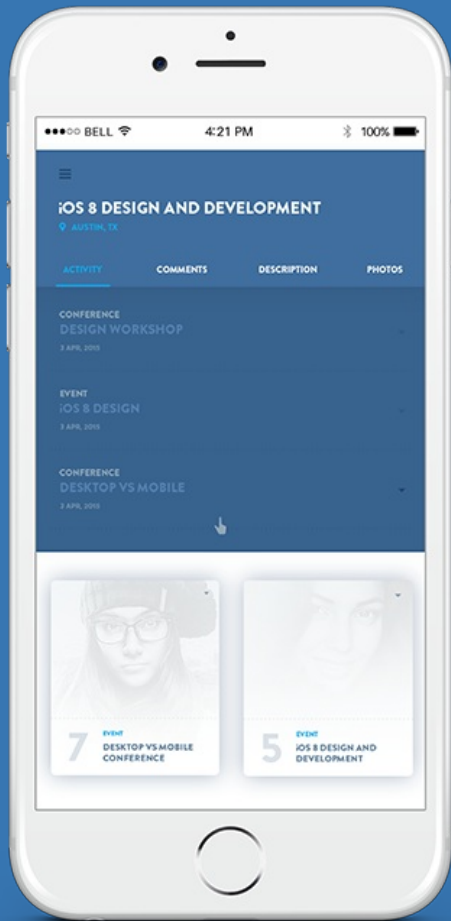 BELL
4:21 PM
100%
iOS 8 DESIGN AND DEVELOPMENT
AUSTIN, TX
ACTIVITY COMMENTS DESCRIPTION PHOTOS
CONFERENCE
DESIGN WORKSHOP
3 APR, 2015
EVENT
iOS 8 DESIGN
3 APR, 2015
CONFERENCE
DESKTOP VS MOBILE
3 APR, 2015
7
EVENT
DESKTOP VS MOBILE
CONFERENCE
5
EVENT
iOS 8 DESIGN AND
DEVELOPMENT